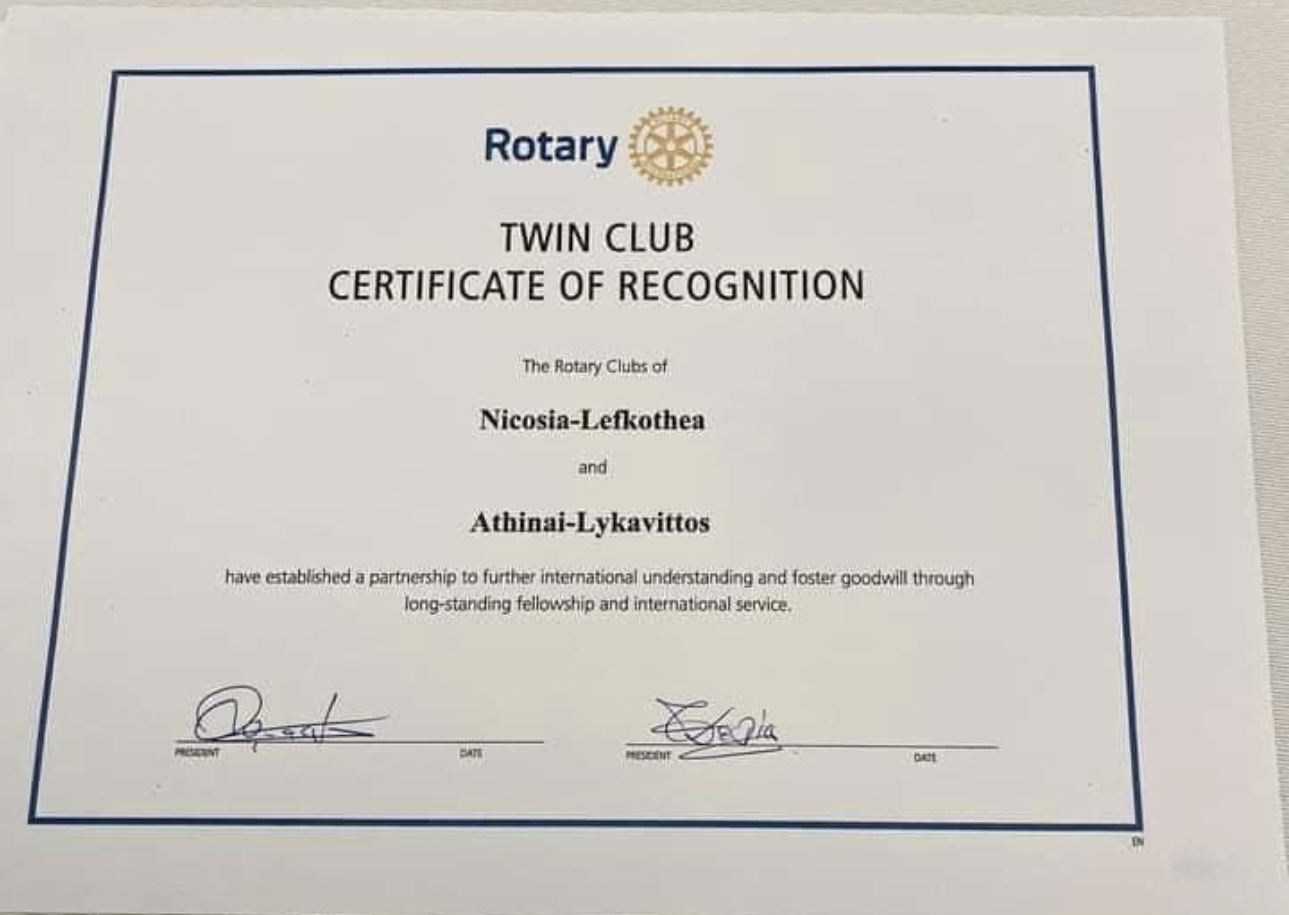 Rotary
TWIN CLUB
CERTIFICATE OF RECOGNITION
The Rotary Clubs of
Nicosia-Lefkothea
and
Athinai-Lykavittos
have established a partnership to further international understanding and foster goodwill through
long-standing fellowship and international service.
PRESIDENT DATE PRESIDENT DATE
EN